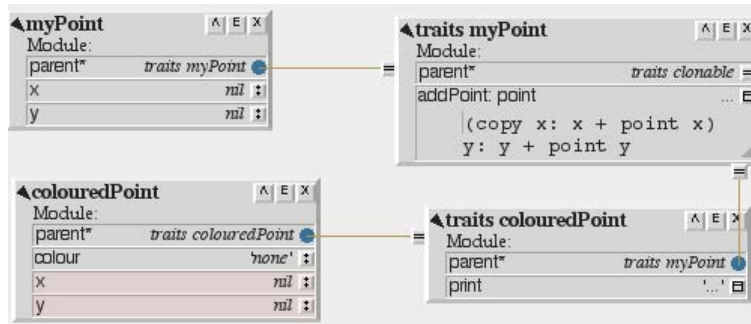 myPoint
Module:
parent* traits myPoint
x nil
y nil
traits myPoint
Module:
parent* traits clonable =
addPoint: point ...
(copy x: x + point x)
y: y + point y
colouredPoint
Module:
parent* traits colouredPoint
colour 'none'
x nil
y nil
traits colouredPoint
Module:
parent* traits myPoint
print '...'